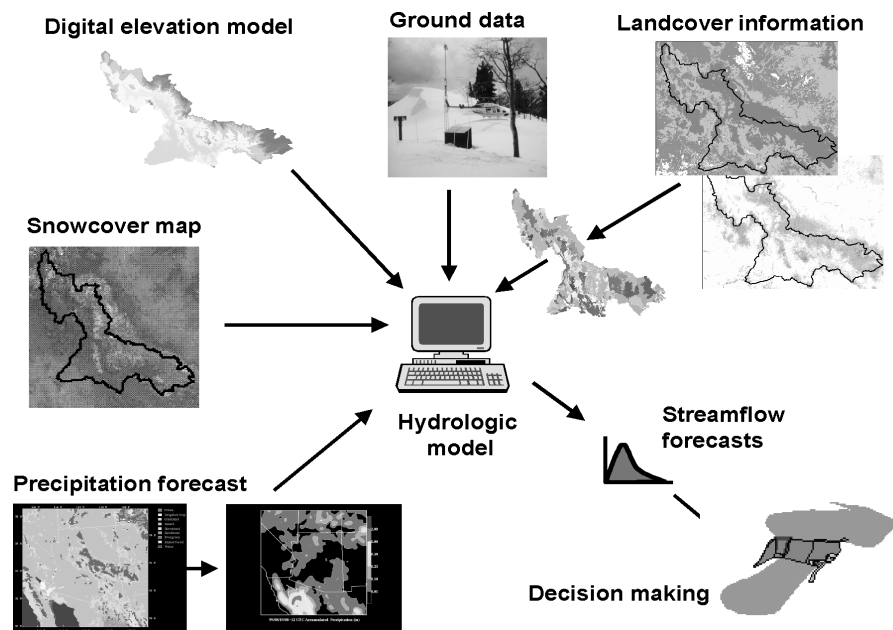 Digital elevation model
Ground data
Landcover information
Snowcover map
Hydrologic
model
Streamflow
forecasts
Precipitation forecast
Decision making